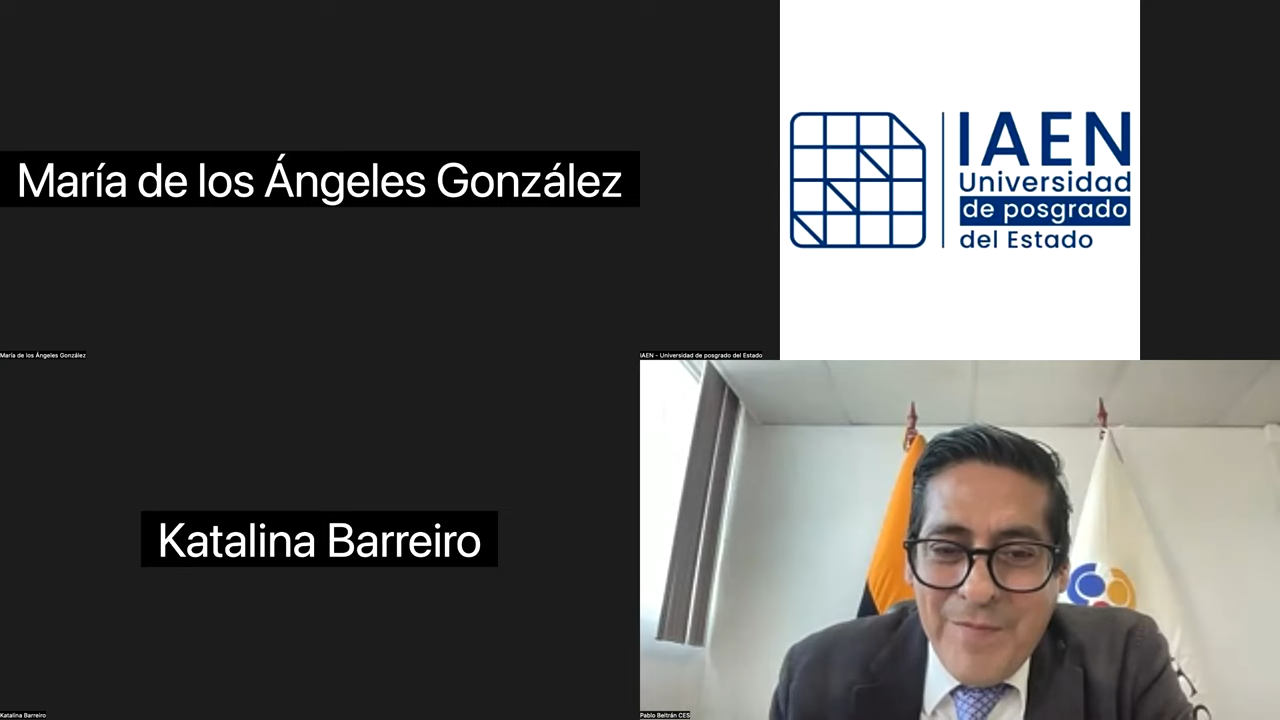 María de los Ángeles González
María de los Ángeles González
IAEN
Universidad
de posgrado
del Estado
IAEN - Universidad de posgrado del Estado
Katalina Barreiro
Katalina Barreiro
Pablo Beltrán CES